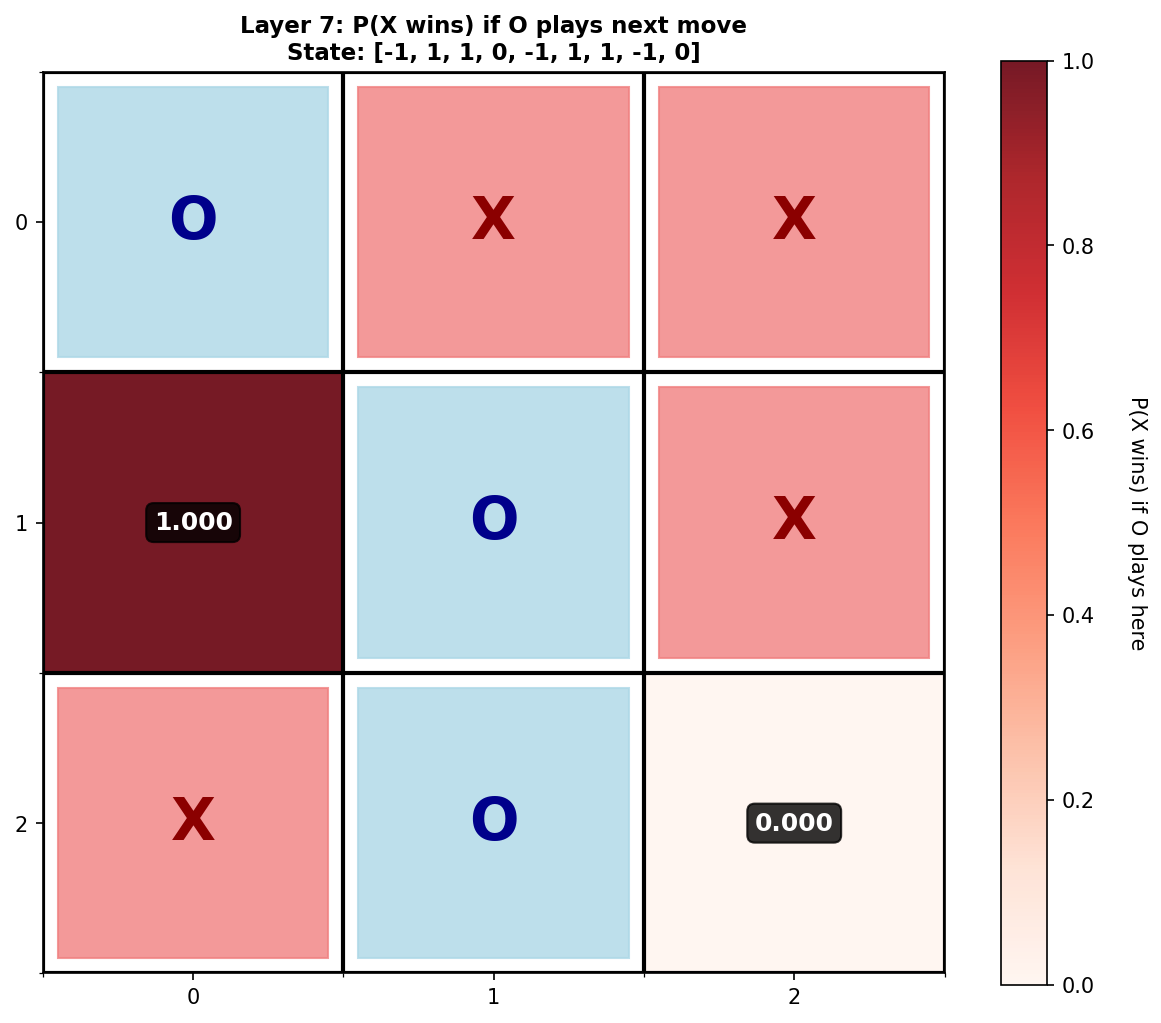 Layer 7: P(X wins) if O plays next move
State: [-1, 1, 1, 0, -1, 1, 1, -1, 0]
0
O
X
X
1
1.000
O
X
2
X
O
0.000
0
1
2
1.0
0.8
0.6
0.4
0.2
0.0
P(X wins) if O plays here